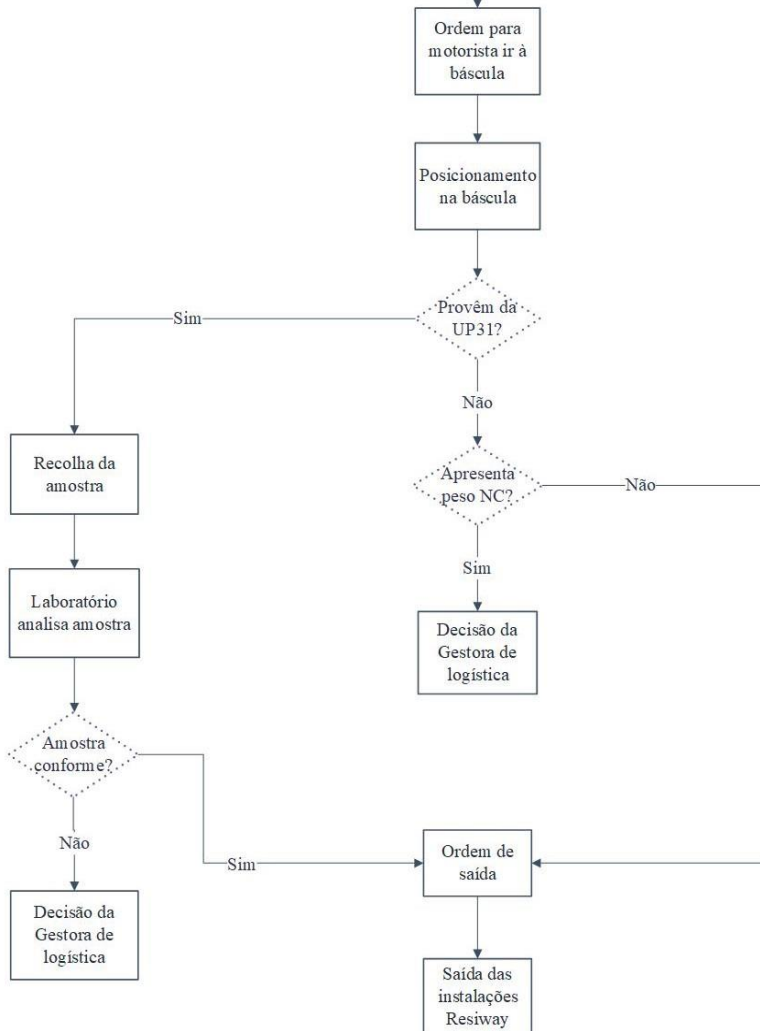 Ordem para
motorista ir à
báscula
Posicionamento
na báscula
Provêm da
UP31?
Sim
Não
Recolha da
amostra
Apresenta
peso NC?
Não
Sim
Laboratório
analisa amostra
Decisão da
Gestora de
logística
Amostra
conforme?
Não
Sim
Ordem de
saída
Decisão da
Gestora de
logística
Saída das
instalações
Resiway